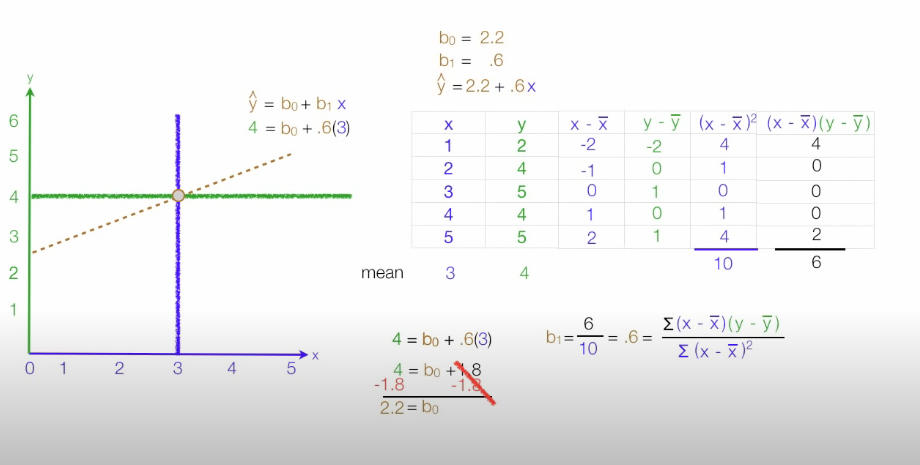 b₀ = 2.2
b₁ = .6
ŷ = 2.2 + .6x
y
ŷ = b₀ + b₁ x
4 = b₀ + .6(3)
6
5
4
3
2
1
0 1 2 3 4 5 x
x y x - x̅ y - y̅ (x - x̅)² (x - x̅)(y - y̅)
1 2 -2 -2 4 4
2 4 -1 0 1 0
3 5 0 1 0 0
4 4 1 0 1 0
5 5 2 1 4 2
10 6
mean 3 4
4 = b₀ + .6(3)
4 = b₀ + 1.8
-1.8 -1.8
2.2 = b₀
b₁ = 6/10 = .6 = Σ(x - x̅)(y - y̅) / Σ(x - x̅)²